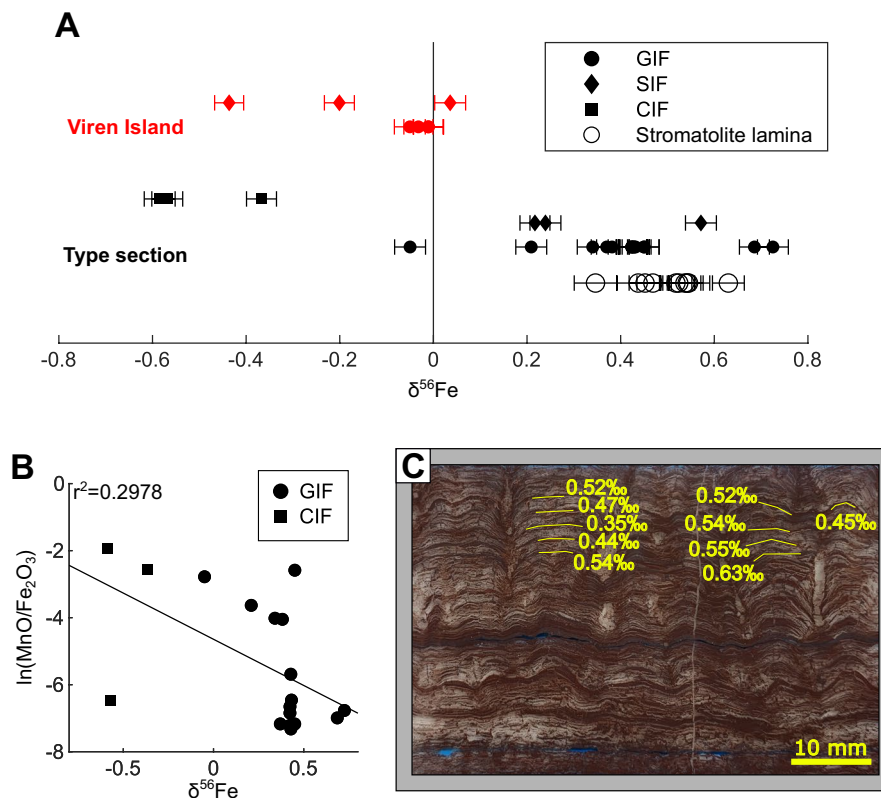 A
GIF
SIF
CIF
Stromatolite lamina
Viren Island
Type section
-0.8 -0.6 -0.4 -0.2 0 0.2 0.4 0.6 0.8
δ⁵⁶Fe
B
r²=0.2978
GIF
CIF
0
-2
-4
-6
-8
ln(MnO/Fe₂O₃)
-0.5 0 0.5
δ⁵⁶Fe
C
0.52‰
0.47‰
0.35‰
0.44‰
0.54‰
0.52‰
0.54‰
0.45‰
0.55‰
0.63‰
10 mm